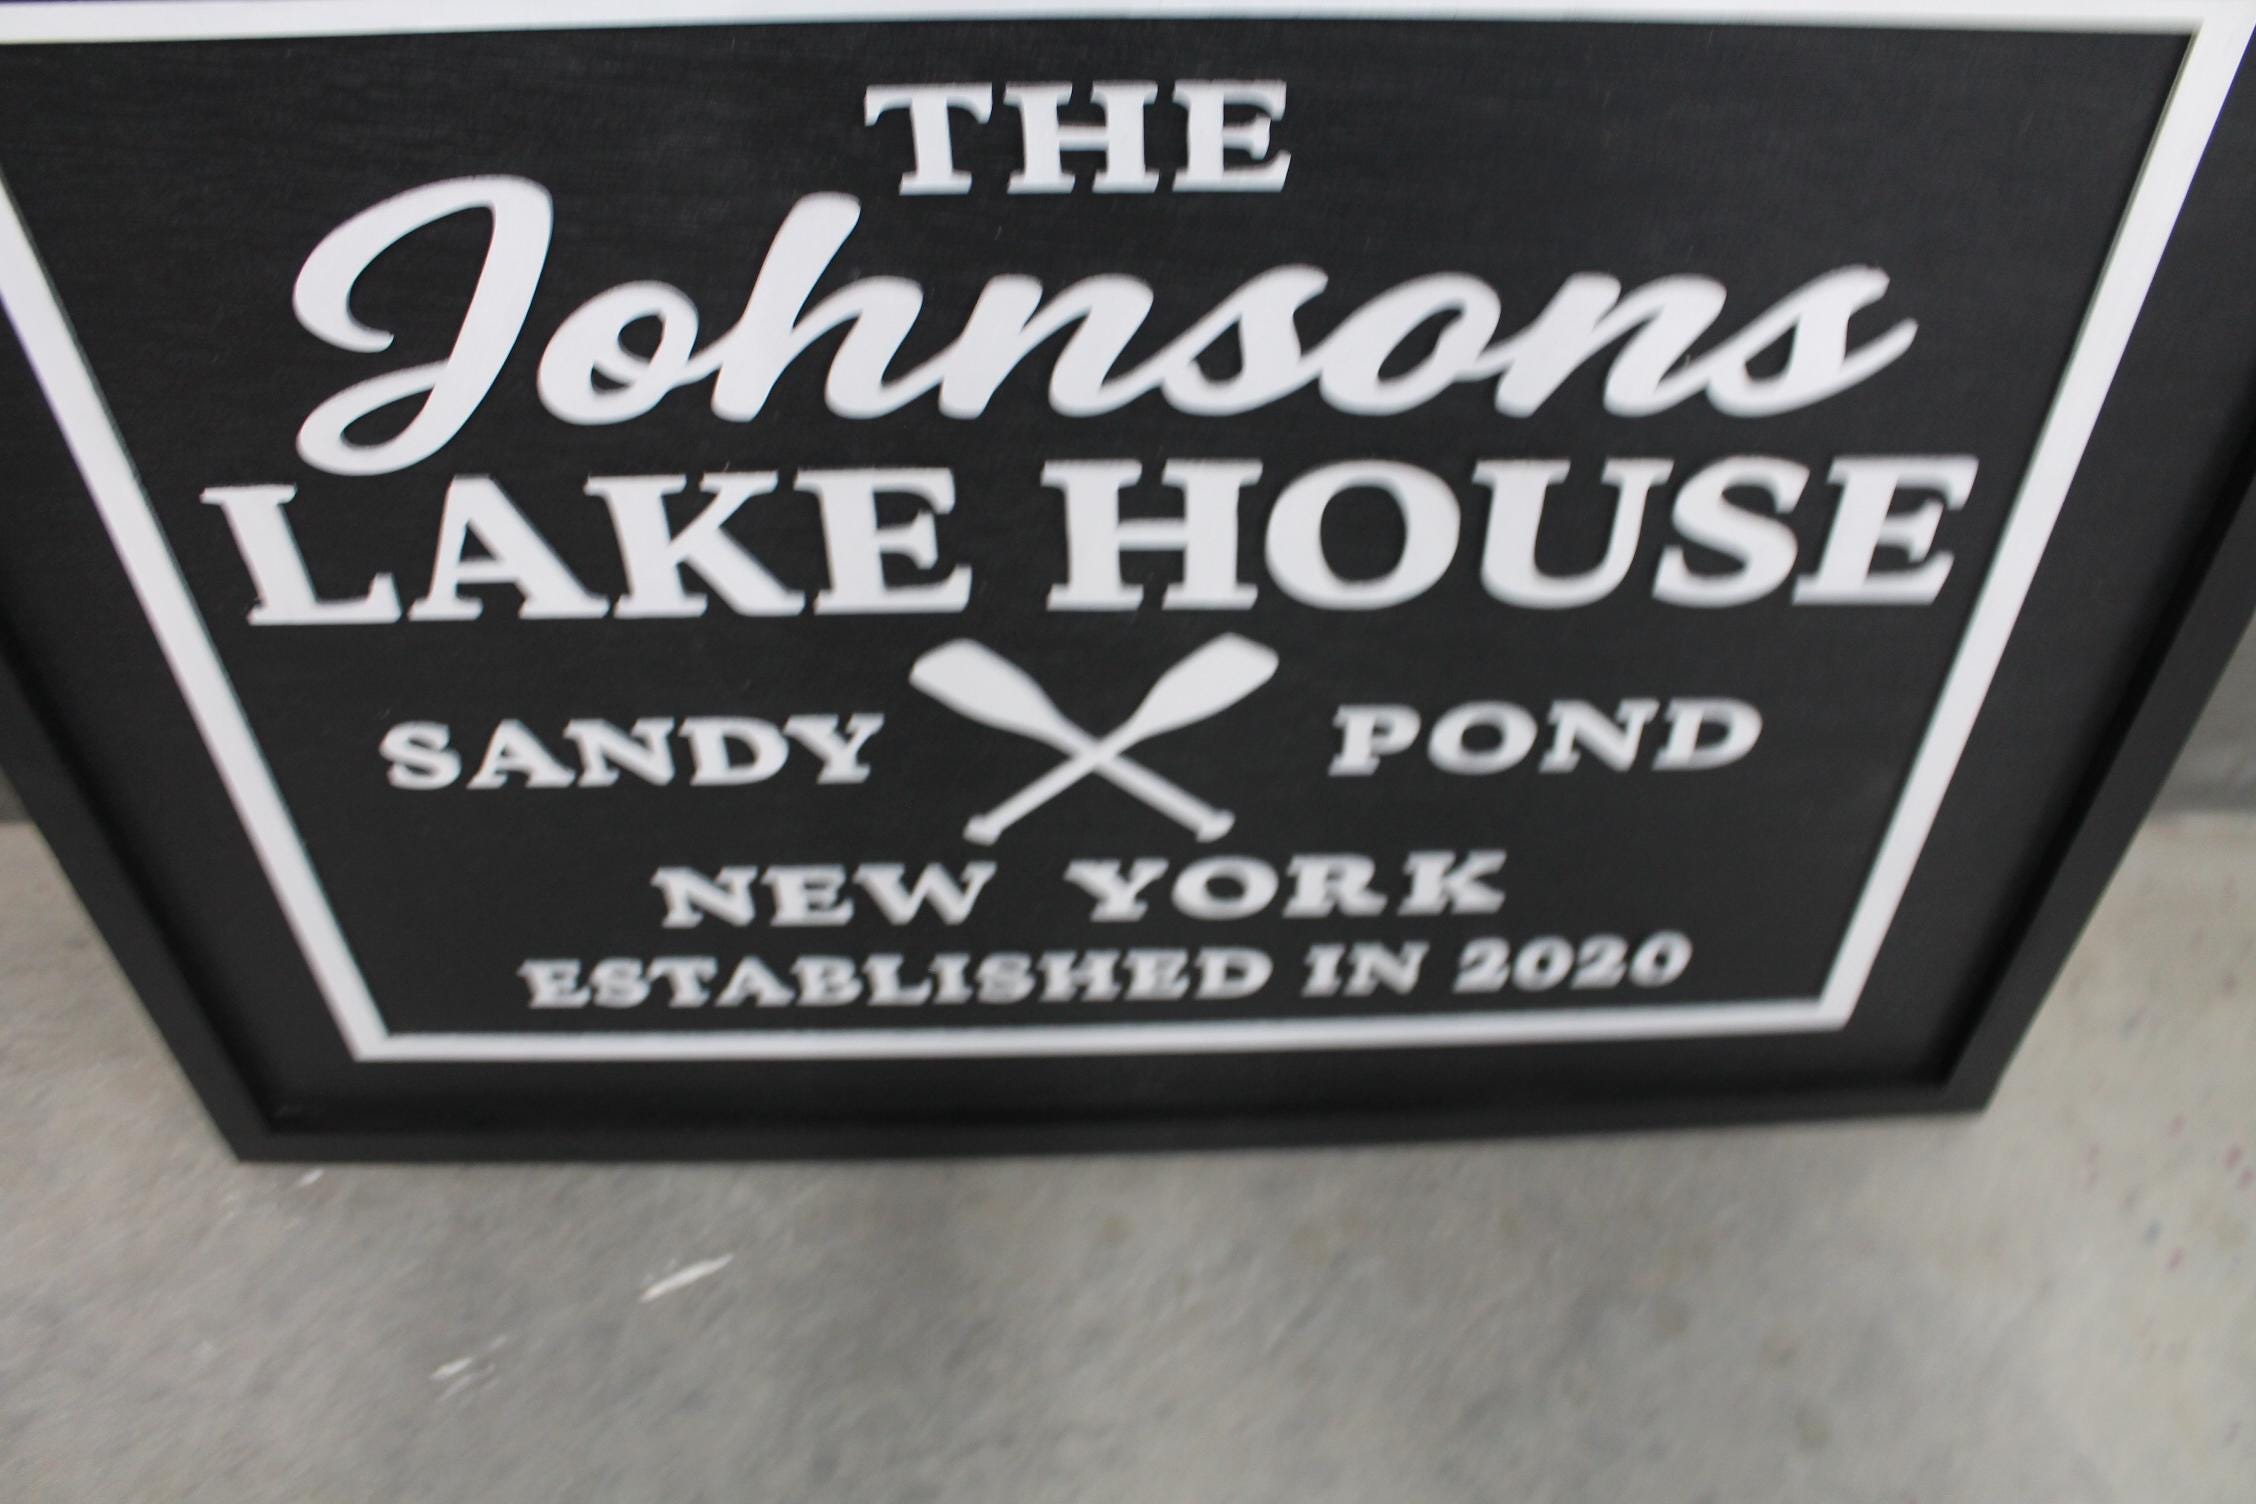 THE
Johnsons
LAKE HOUSE
SANDY POND
NEW YORK
ESTABLISHED IN 2020